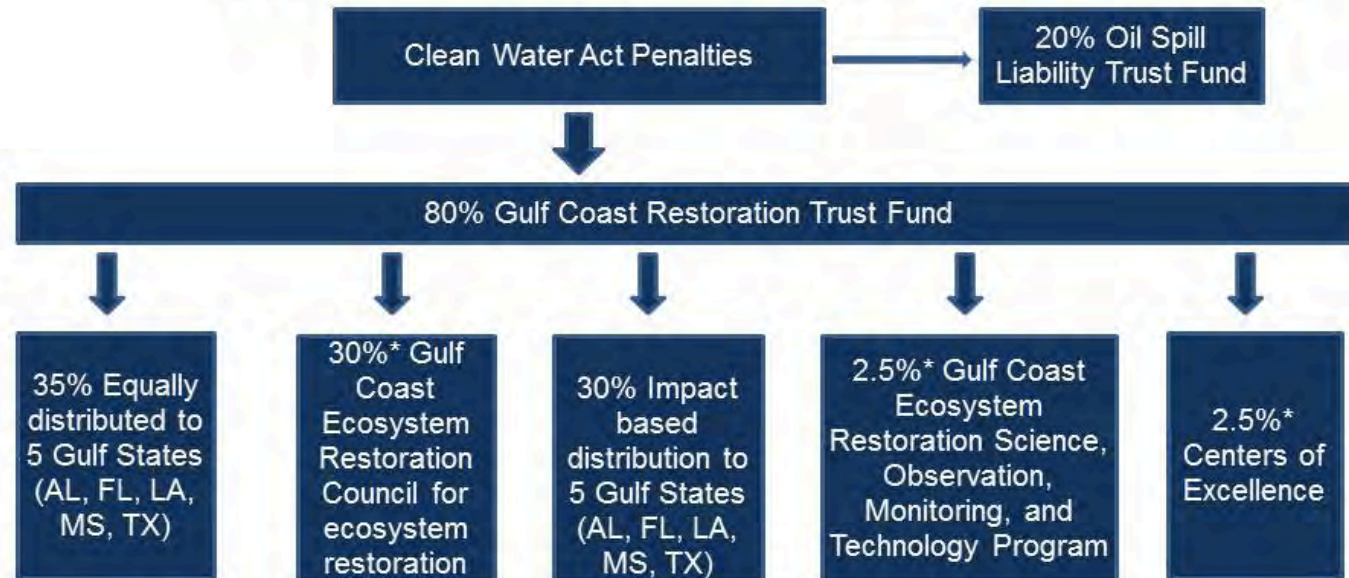 Clean Water Act Penalties
20% Oil Spill
Liability Trust Fund
80% Gulf Coast Restoration Trust Fund
35% Equally
distributed to
5 Gulf States
(AL, FL, LA,
MS, TX)
30%* Gulf
Coast
Ecosystem
Restoration
Council for
ecosystem
restoration
30% Impact
based
distribution to
5 Gulf States
(AL, FL, LA,
MS, TX)
2.5%* Gulf Coast
Ecosystem
Restoration Science,
Observation,
Monitoring, and
Technology Program
2.5%*
Centers of
Excellence